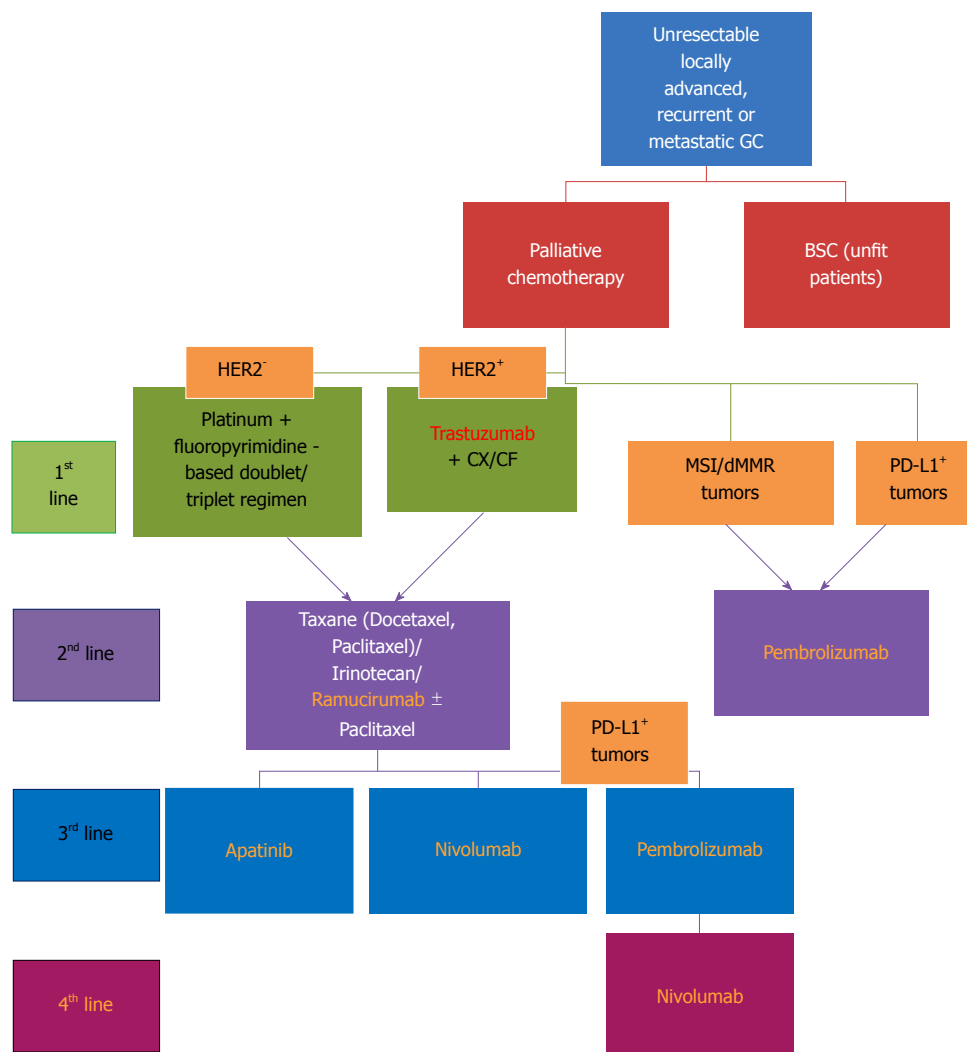 Unresectable
locally
advanced,
recurrent or
metastatic GC
Palliative
chemotherapy
BSC (unfit
patients)
HER2⁻
HER2⁺
1ˢᵗ
line
Platinum +
fluoropyrimidine -
based doublet/
triplet regimen
Trastuzumab
+ CX/CF
MSI/dMMR
tumors
PD-L1⁺
tumors
2ⁿᵈ line
Taxane (Docetaxel,
Paclitaxel)/
Irinotecan/
Ramucirumab ±
Paclitaxel
Pembrolizumab
PD-L1⁺
tumors
3ʳᵈ line
Apatinib
Nivolumab
Pembrolizumab
4ᵗʰ line
Nivolumab